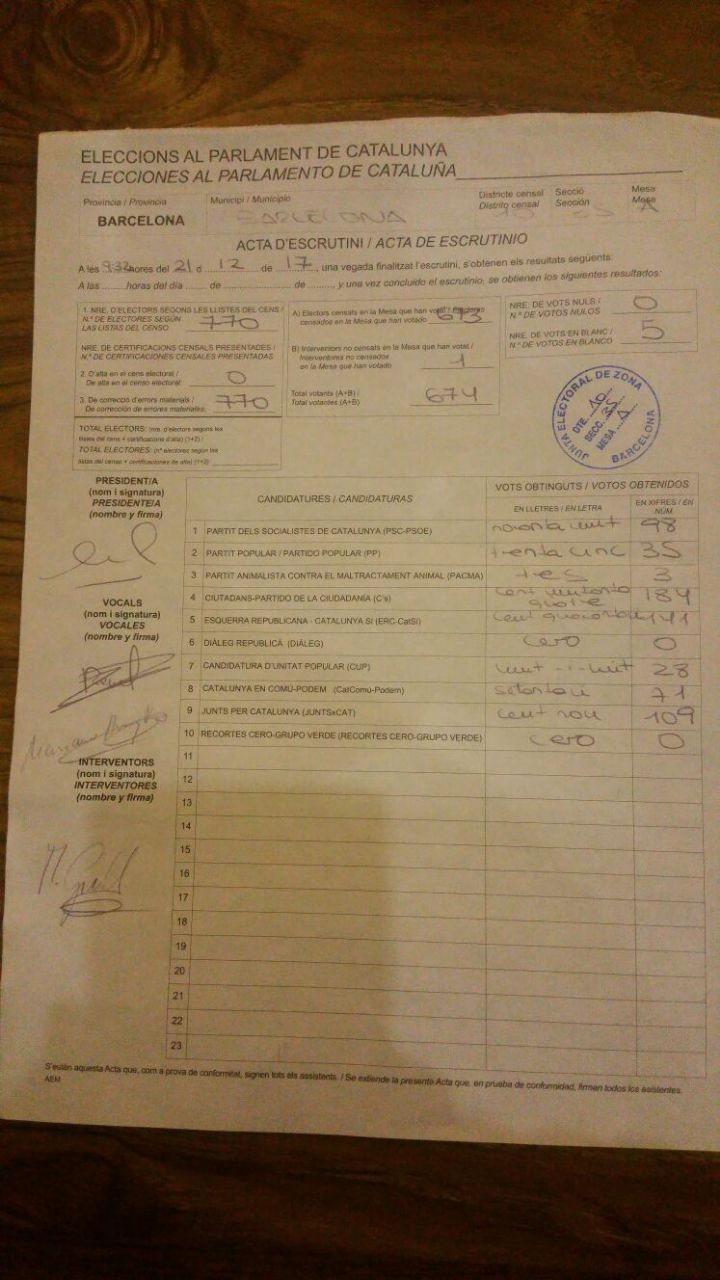 ELECCIONS AL PARLAMENT DE CATALUNYA
ELECCIONES AL PARLAMENTO DE CATALUÑA
Província / Provincia
BARCELONA
Municipi / Municipio
BARCELONA
Districte censal
Distrito censal
10
Secció
Sección
35
Mesa
Mesa
A
ACTA D'ESCRUTINI / ACTA DE ESCRUTINIO
A les 9:32 hores del 21 d 12 de 17, una vegada finalitzat l'escrutini, s'obtenen els resultats següents:
A las ........ horas del día ....... de ................ de ........, y una vez concluido el escrutinio, se obtienen los siguientes resultados:
1. NRE. D'ELECTORS SEGONS LES LLISTES DEL CENS /
N.º DE ELECTORES SEGÚN
LAS LISTAS DEL CENSO 770
NRE. DE CERTIFICACIONS CENSALS PRESENTADES /
N.º DE CERTIFICACIONES CENSALES PRESENTADAS
2. D'alta en el cens electoral /
De alta en el censo electoral: 0
3. De correcció d'errors materials /
De corrección de errores materiales: 770
TOTAL ELECTORS: (nre. d'electors segons les
llistes del cens + certificacions d'alta) (1+2) /
TOTAL ELECTORES: (nº electores según las
listas del censo + certificaciones de alta) (1+2)
A) Electors censats en la Mesa que han votat / Electores
censados en la Mesa que han votado 673
B) Interventors no censats en la Mesa que han votat /
Interventores no censados
en la Mesa que han votado 1
Total votants (A+B) /
Total votantes (A+B) 674
NRE. DE VOTS NULS /
N.º DE VOTOS NULOS 0
NRE. DE VOTS EN BLANC /
N.º DE VOTOS EN BLANCO 5
JUNTA ELECTORAL DE ZONA
DTE. 10
SECC. 35
MESA A
BARCELONA
PRESIDENT/A
(nom i signatura)
PRESIDENTE/A
(nombre y firma)
VOCALS
(nom i signatura)
VOCALES
(nombre y firma)
INTERVENTORS
(nom i signatura)
INTERVENTORES
(nombre y firma)
CANDIDATURES / CANDIDATURAS
VOTS OBTINGUTS / VOTOS OBTENIDOS
EN LLETRES / EN LETRA
EN XIFRES / EN NÚM.
1 PARTIT DELS SOCIALISTES DE CATALUNYA (PSC-PSOE) noranta vuit 98
2 PARTIT POPULAR / PARTIDO POPULAR (PP) trenta cinc 35
3 PARTIT ANIMALISTA CONTRA EL MALTRACTAMENT ANIMAL (PACMA) tres 3
4 CIUTADANS-PARTIDO DE LA CIUDADANÍA (C's) cent vuitanta quatre 184
5 ESQUERRA REPUBLICANA - CATALUNYA SÍ (ERC-CatSí) cent 141
6 DIÀLEG REPUBLICÀ (DIÀLEG) cero 0
7 CANDIDATURA D'UNITAT POPULAR (CUP) vint-i-vuit 28
8 CATALUNYA EN COMÚ-PODEM (CatComú-Podem) 71
9 JUNTS PER CATALUNYA (JUNTSxCAT) cent nou 109
10 RECORTES CERO-GRUPO VERDE (RECORTES CERO-GRUPO VERDE) cero 0
11
12
13
14
15
16
17
18
19
20
21
22
23
S'estén aquesta Acta que, com a prova de conformitat, signen tots els assistents. / Se extiende la presente Acta que, en prueba de conformidad, firman todos los asistentes.
AEM